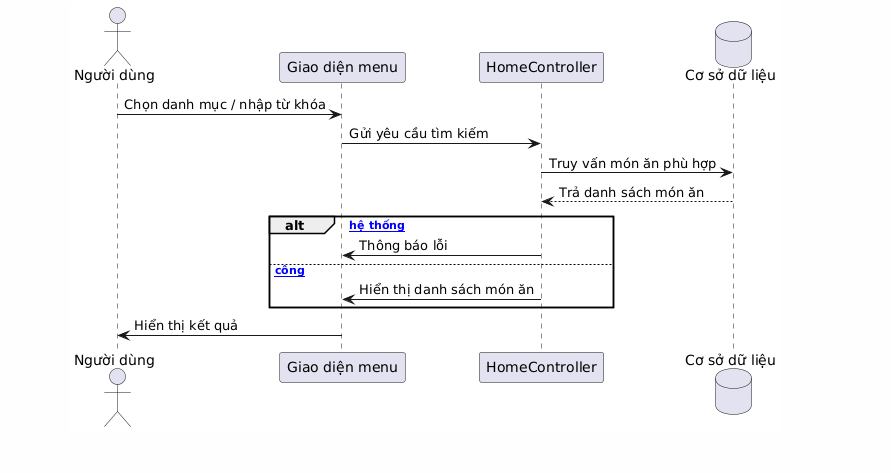 Người dùng
Giao diện menu
HomeController
Cơ sở dữ liệu
Chọn danh mục / nhập từ khóa
Gửi yêu cầu tìm kiếm
Truy vấn món ăn phù hợp
Trả danh sách món ăn
alt
hệ thống
Thông báo lỗi
công
Hiển thị danh sách món ăn
Hiển thị kết quả
Người dùng
Giao diện menu
HomeController
Cơ sở dữ liệu